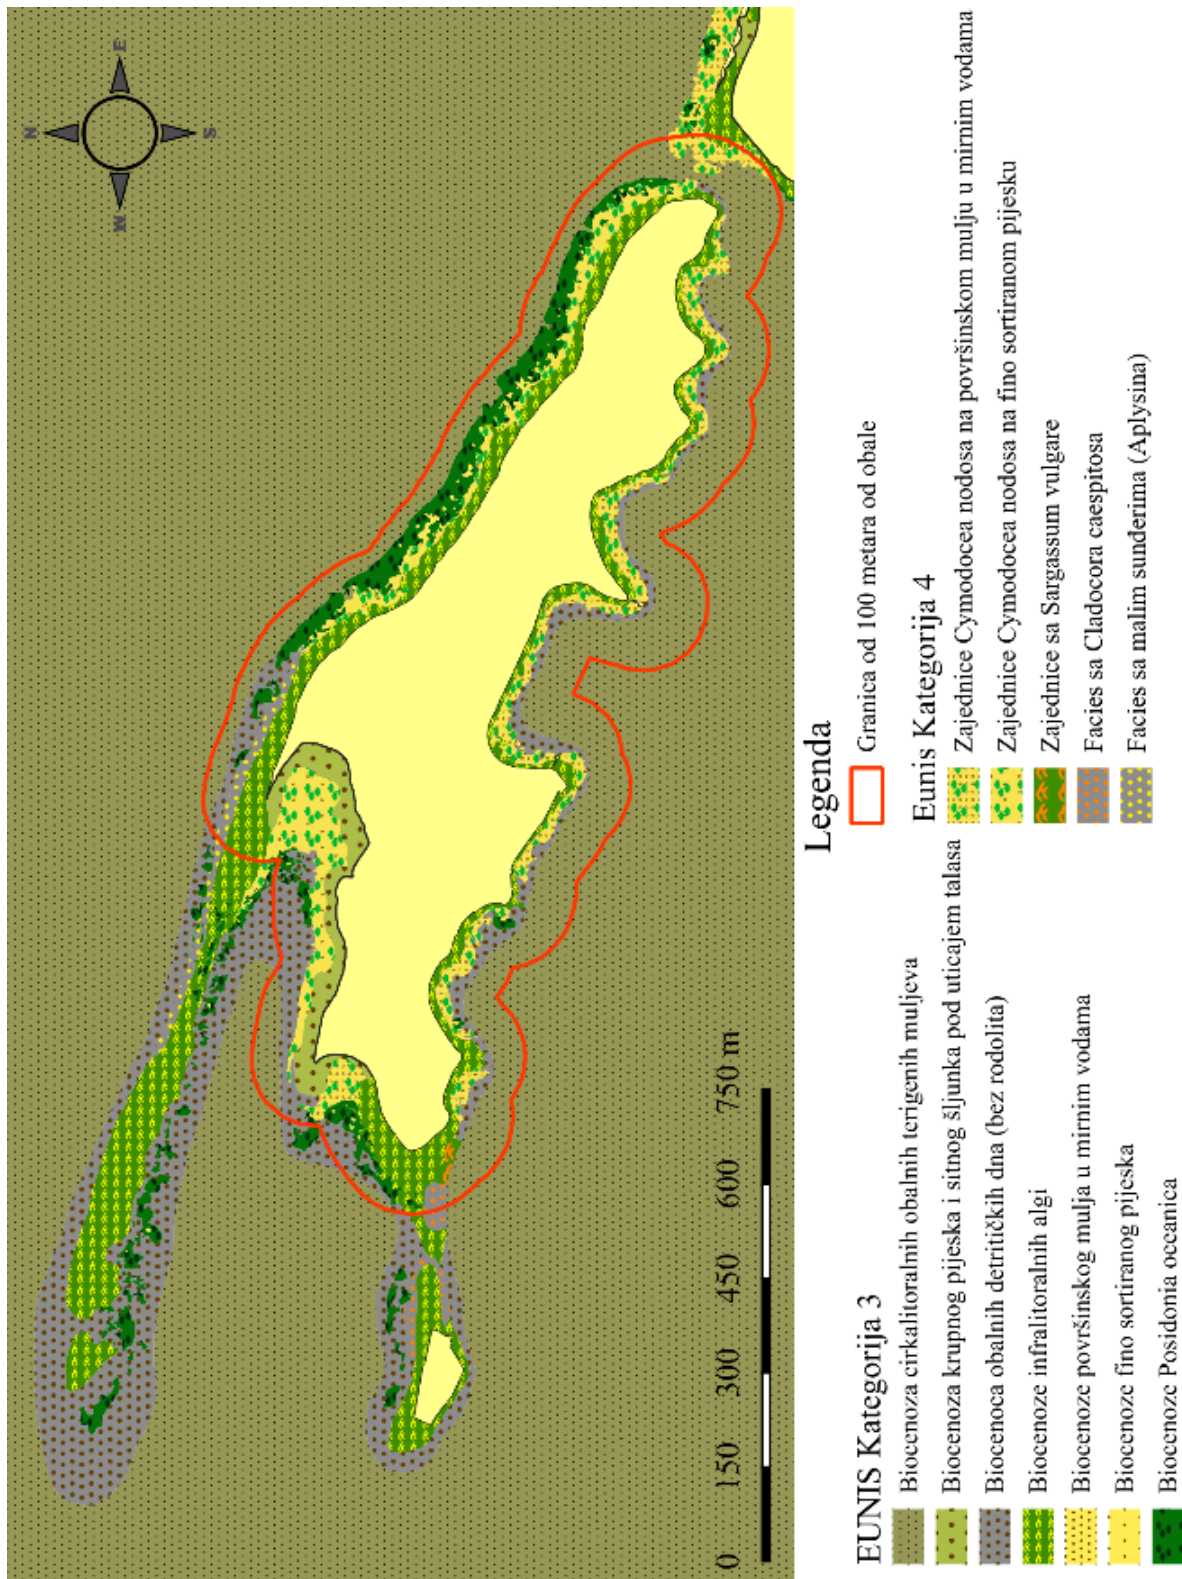 N
E
S
W
0 150 300 450 600 750 m
Legenda
Granica od 100 metara od obale
EUNIS Kategorija 3
Biocenoza cirkalitoralnih obalnih terigenih muljeva
Biocenoza krupnog pijeska i sitnog šljunka pod uticajem talasa
Biocenoca obalnih detritičkih dna (bez rodolita)
Biocenoze infralitoralnih algi
Biocenoze površinskog mulja u mirnim vodama
Biocenoze fino sortiranog pijeska
Biocenoze Posidonia oceanica
Eunis Kategorija 4
Zajednice Cymodocea nodosa na površinskom mulju u mirnim vodama
Zajednice Cymodocea nodosa na fino sortiranom pijesku
Zajednice sa Sargassum vulgare
Facies sa Cladocora caespitosa
Facies sa malim sunđerima (Aplysina)